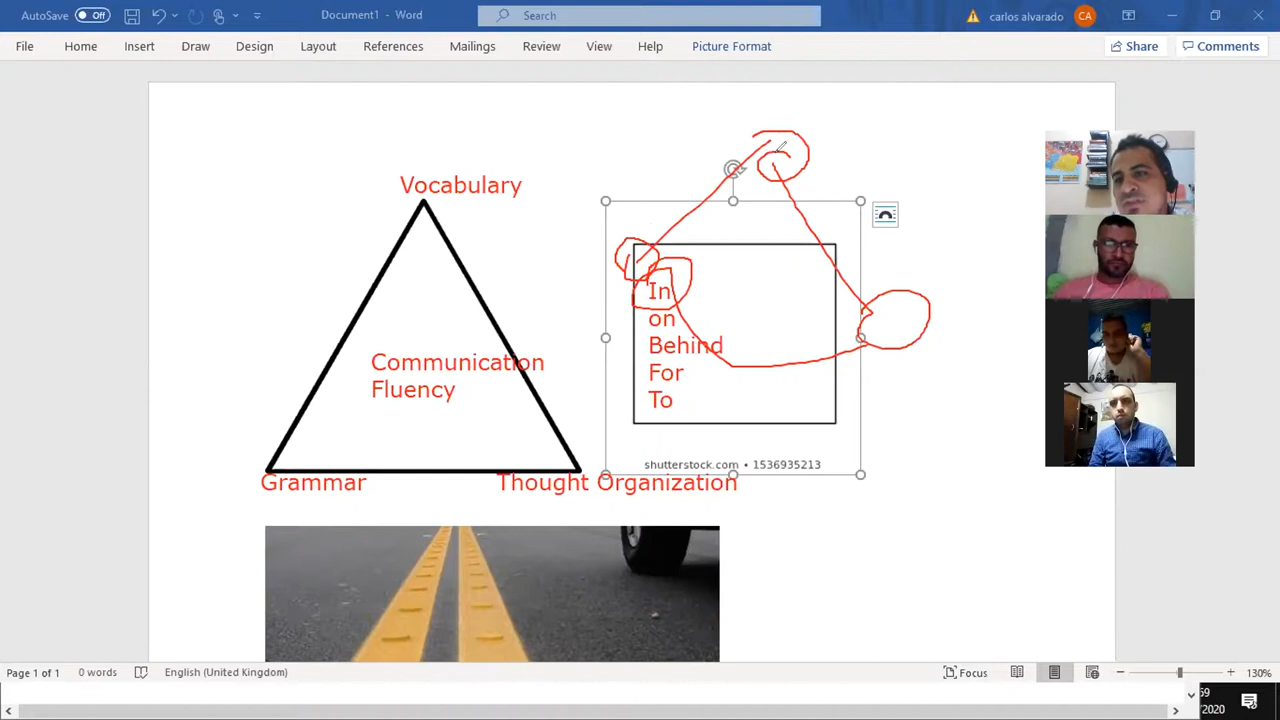 AutoSave Off Document1 - Word Search carlos alvarado CA
File Home Insert Draw Design Layout References Mailings Review View Help Picture Format Share Comments
Vocabulary
Communication
Fluency
Grammar
Thought Organization
In
on
Behind
For
To
shutterstock.com • 1536935213
Page 1 of 1 0 words English (United Kingdom) Focus 130%
59
/2020